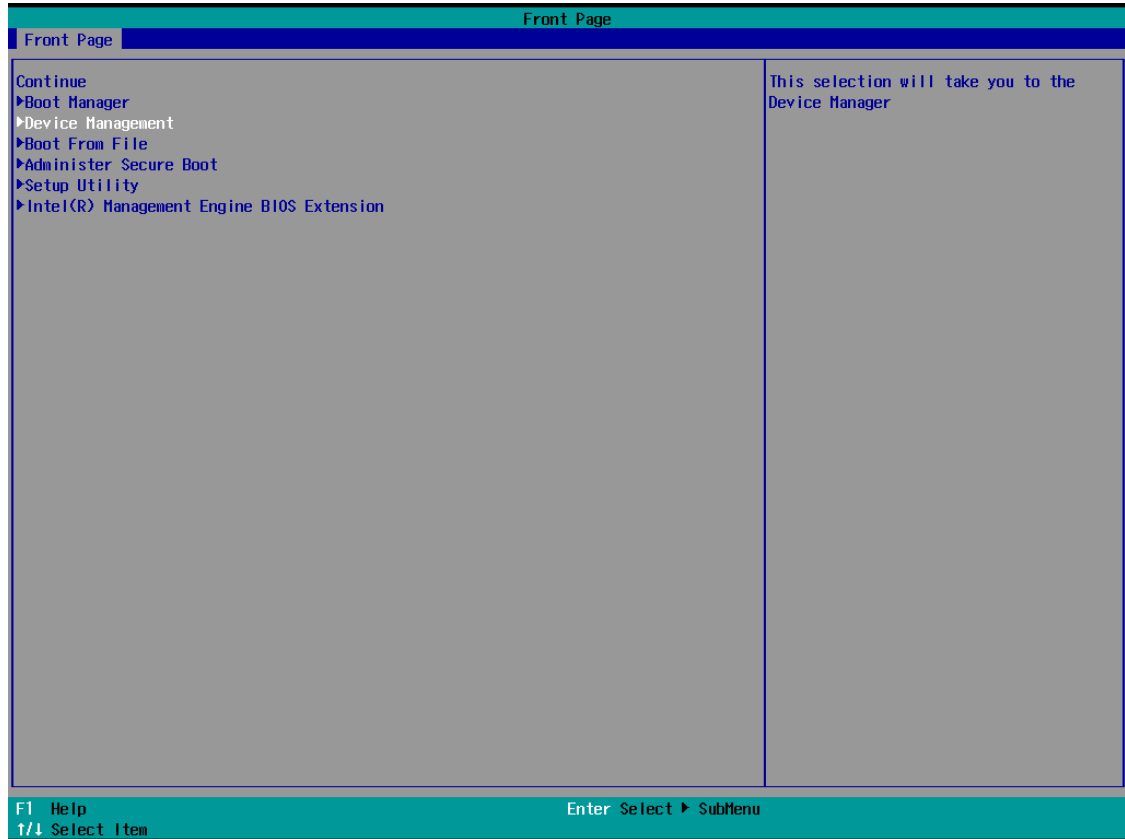 Front Page
Front Page
Continue
▶Boot Manager
▶Device Management
▶Boot From File
▶Administer Secure Boot
▶Setup Utility
▶Intel(R) Management Engine BIOS Extension
This selection will take you to the
Device Manager
F1 Help
Enter Select ▶ SubMenu
↑/↓ Select Item